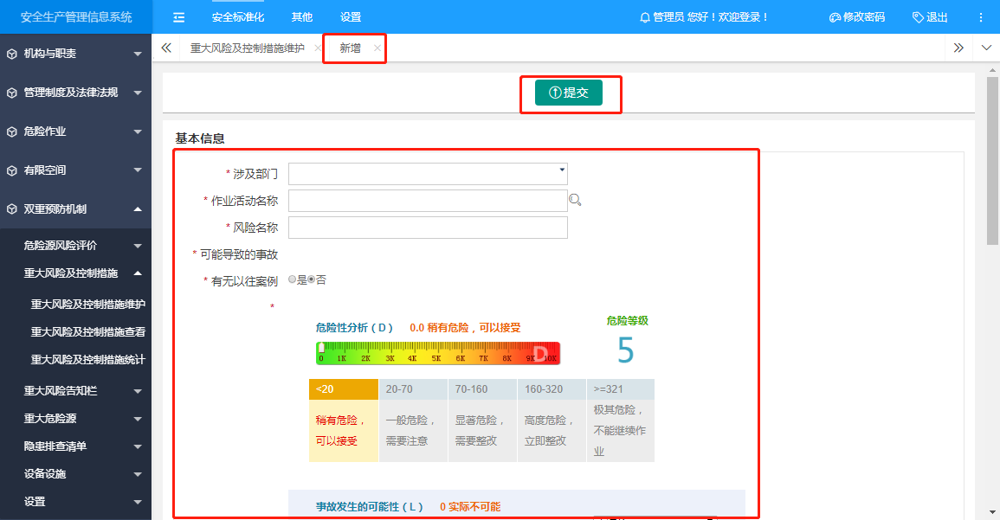 安全生产管理信息系统
安全标准化 其他 设置
管理员 您好！欢迎登录！
修改密码 退出
重大风险及控制措施维护 新增
机构与职责
管理制度及法律法规
危险作业
有限空间
双重预防机制
危险源风险评价
重大风险及控制措施
重大风险及控制措施维护
重大风险及控制措施查看
重大风险及控制措施统计
重大风险告知栏
重大危险源
隐患排查清单
设备设施
设置
提交
基本信息
* 涉及部门
* 作业活动名称
* 风险名称
* 可能导致的事故
* 有无以往案例 是 否
*
危险性分析（D） 0.0 稍有危险，可以接受
危险等级
5
D
0 1K 2K 3K 4K 5K 6K 7K 8K 9K 10K
<20 20-70 70-160 160-320 >=321
稍有危险，可以接受
一般危险，需要注意
显著危险，需要整改
高度危险，立即整改
极其危险，不能继续作业
事故发生的可能性（L） 0 实际不可能